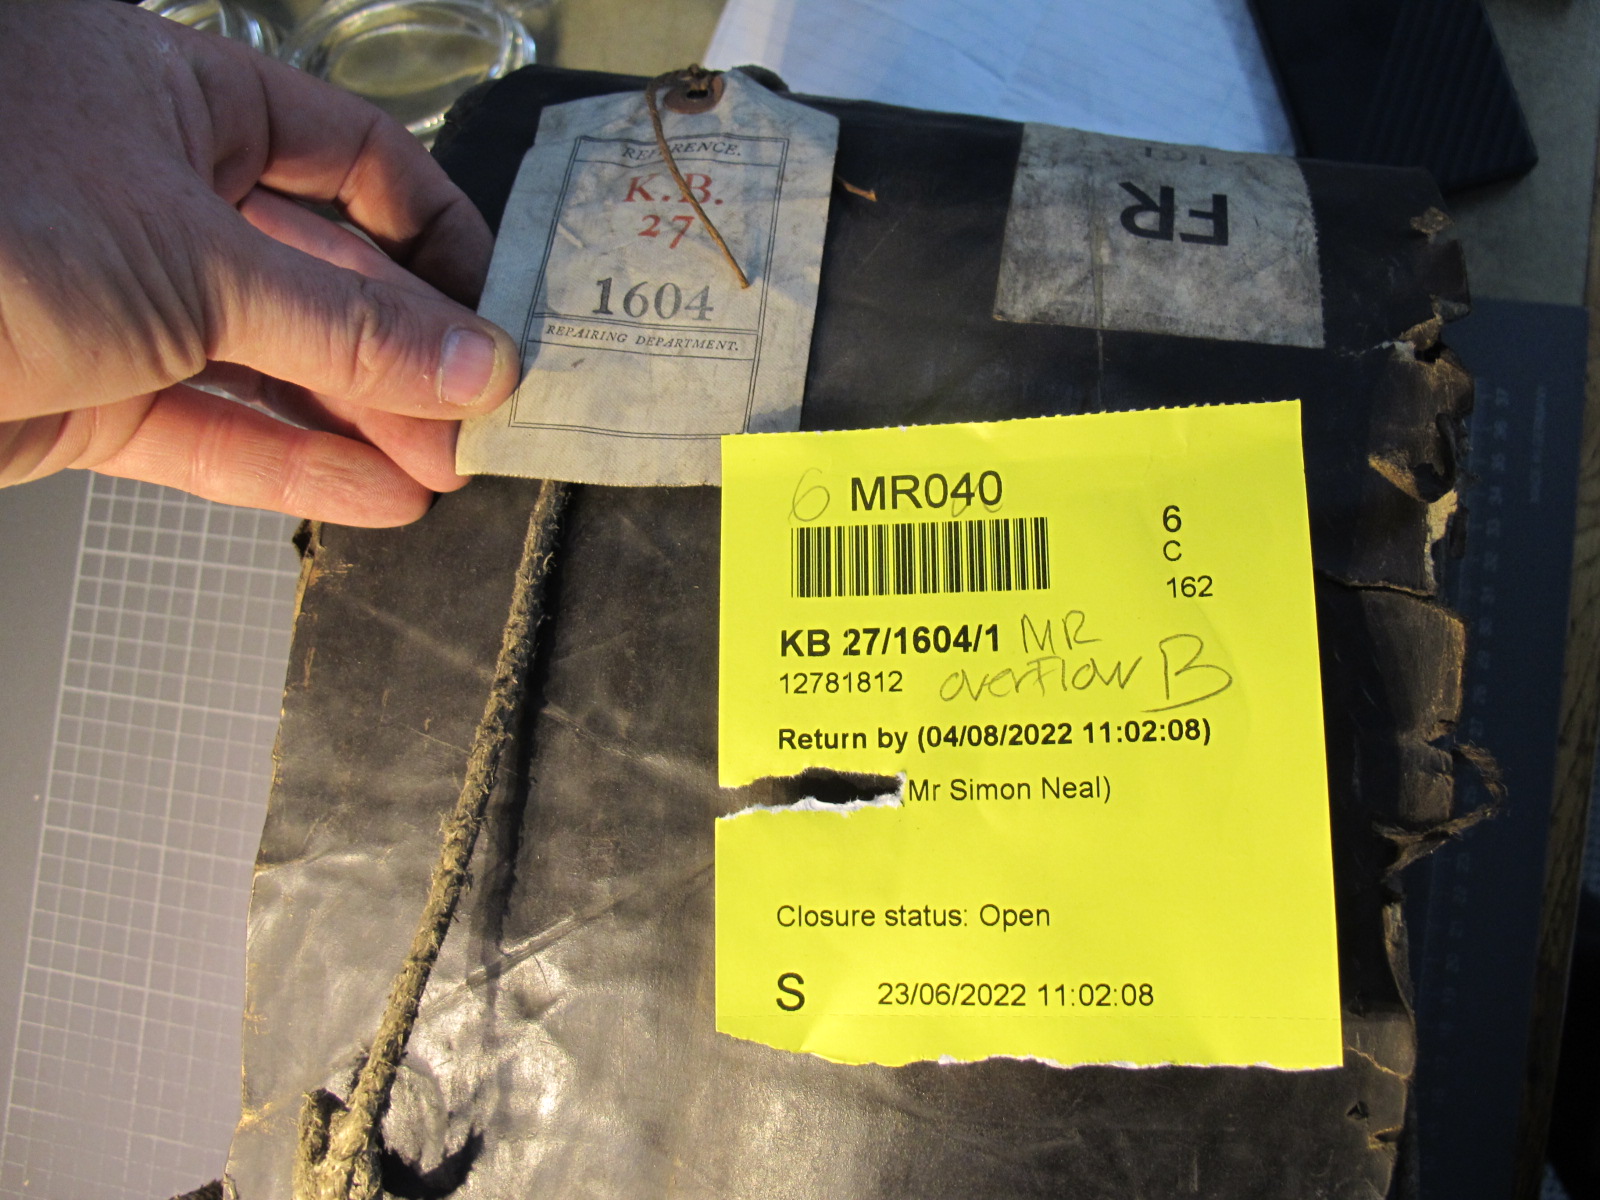 REFERENCE.
K.B.
27
1604
REPAIRING DEPARTMENT.
FR
6 MR040
6
C
162
KB 27/1604/1 MR
12781812 overflow B
Return by (04/08/2022 11:02:08)
Mr Simon Neal)
Closure status: Open
S 23/06/2022 11:02:08